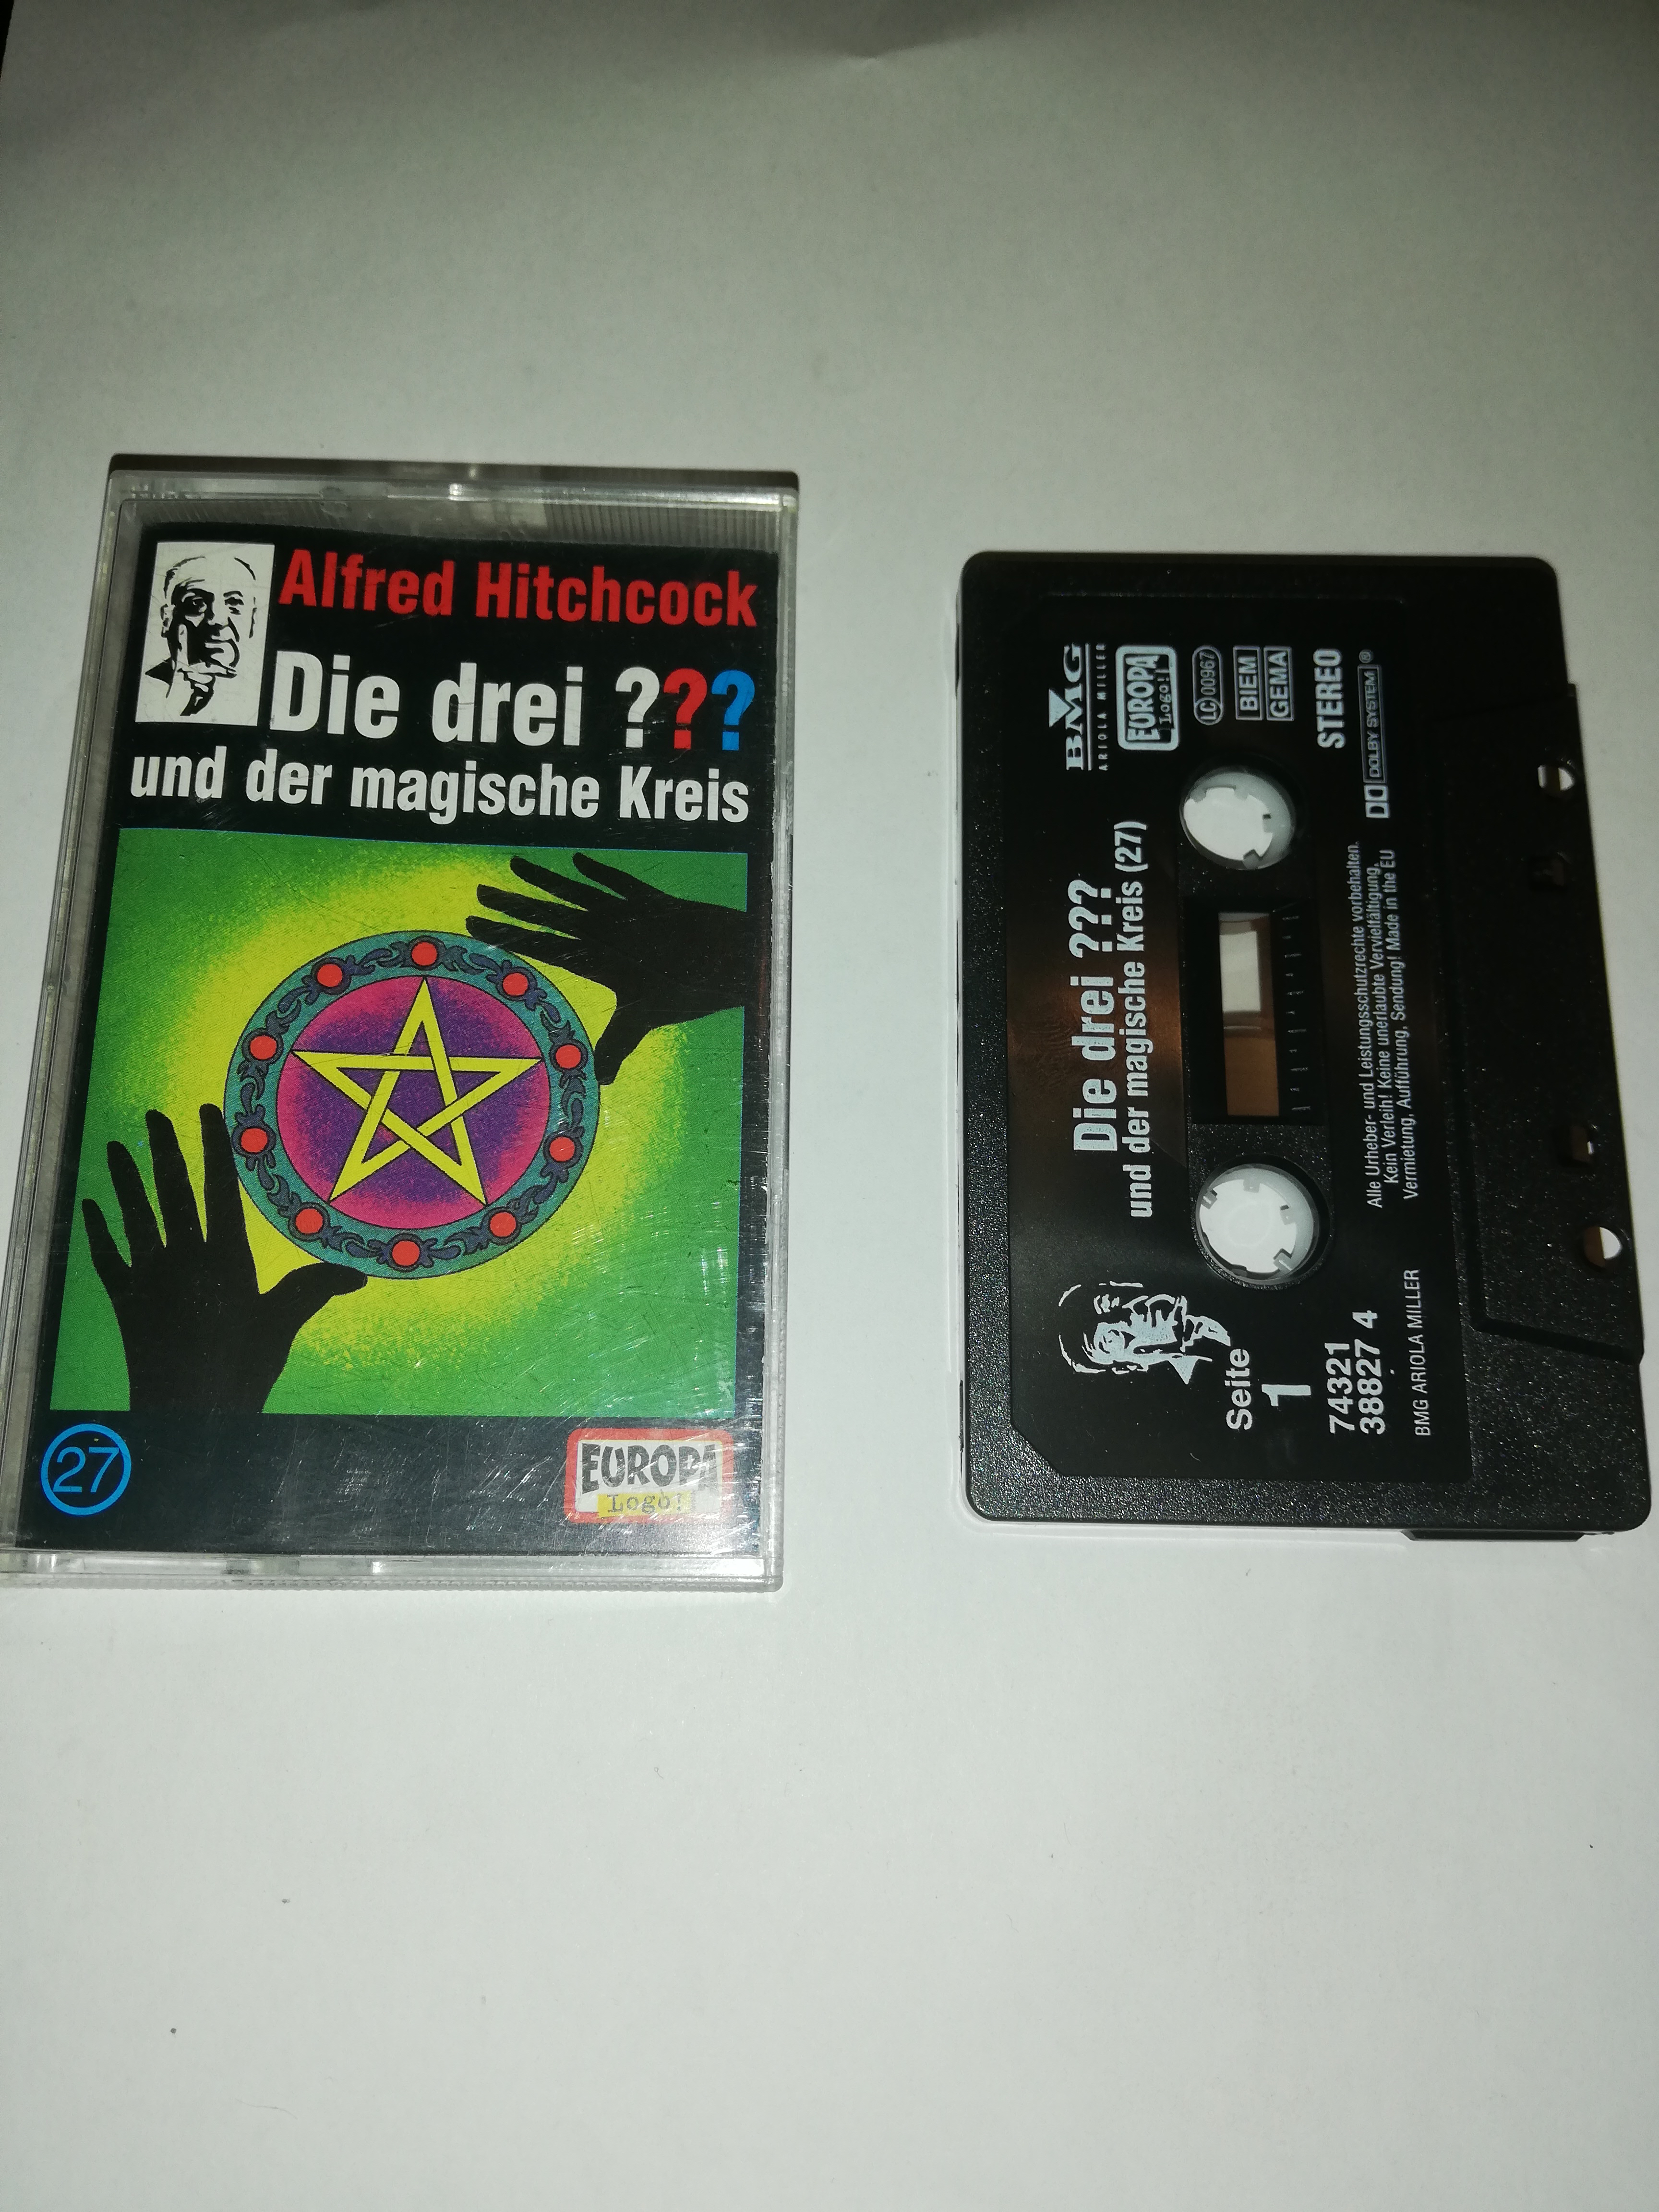 Alfred Hitchcock
Die drei ???
und der magische Kreis
27
EUROPA
Logo!
BMG
ARIOLA MILLER
EUROPA
Logo!
LC 00967
BIEM
GEMA
STEREO
DOLBY SYSTEM®
Die drei ???
und der magische Kreis (27)
Alle Urheber- und Leistungsschutzrechte vorbehalten.
Kein Verleih! Keine unerlaubte Vervielfältigung,
Vermietung, Aufführung, Sendung! Made in the EU
Seite
1
74321
38827 4
BMG ARIOLA MILLER